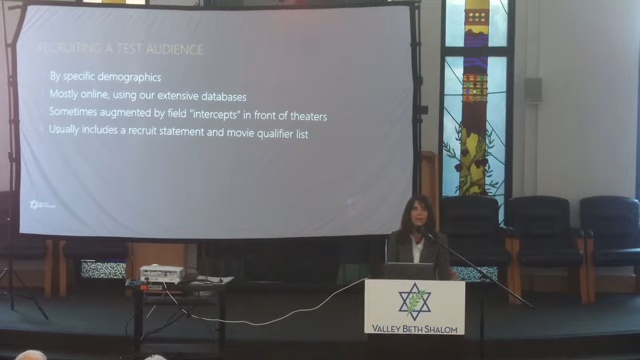 RECRUITING A TEST AUDIENCE
By specific demographics
Mostly online, using our extensive databases
Sometimes augmented by field "intercepts" in front of theaters
Usually includes a recruit statement and movie qualifier list
VALLEY BETH SHALOM